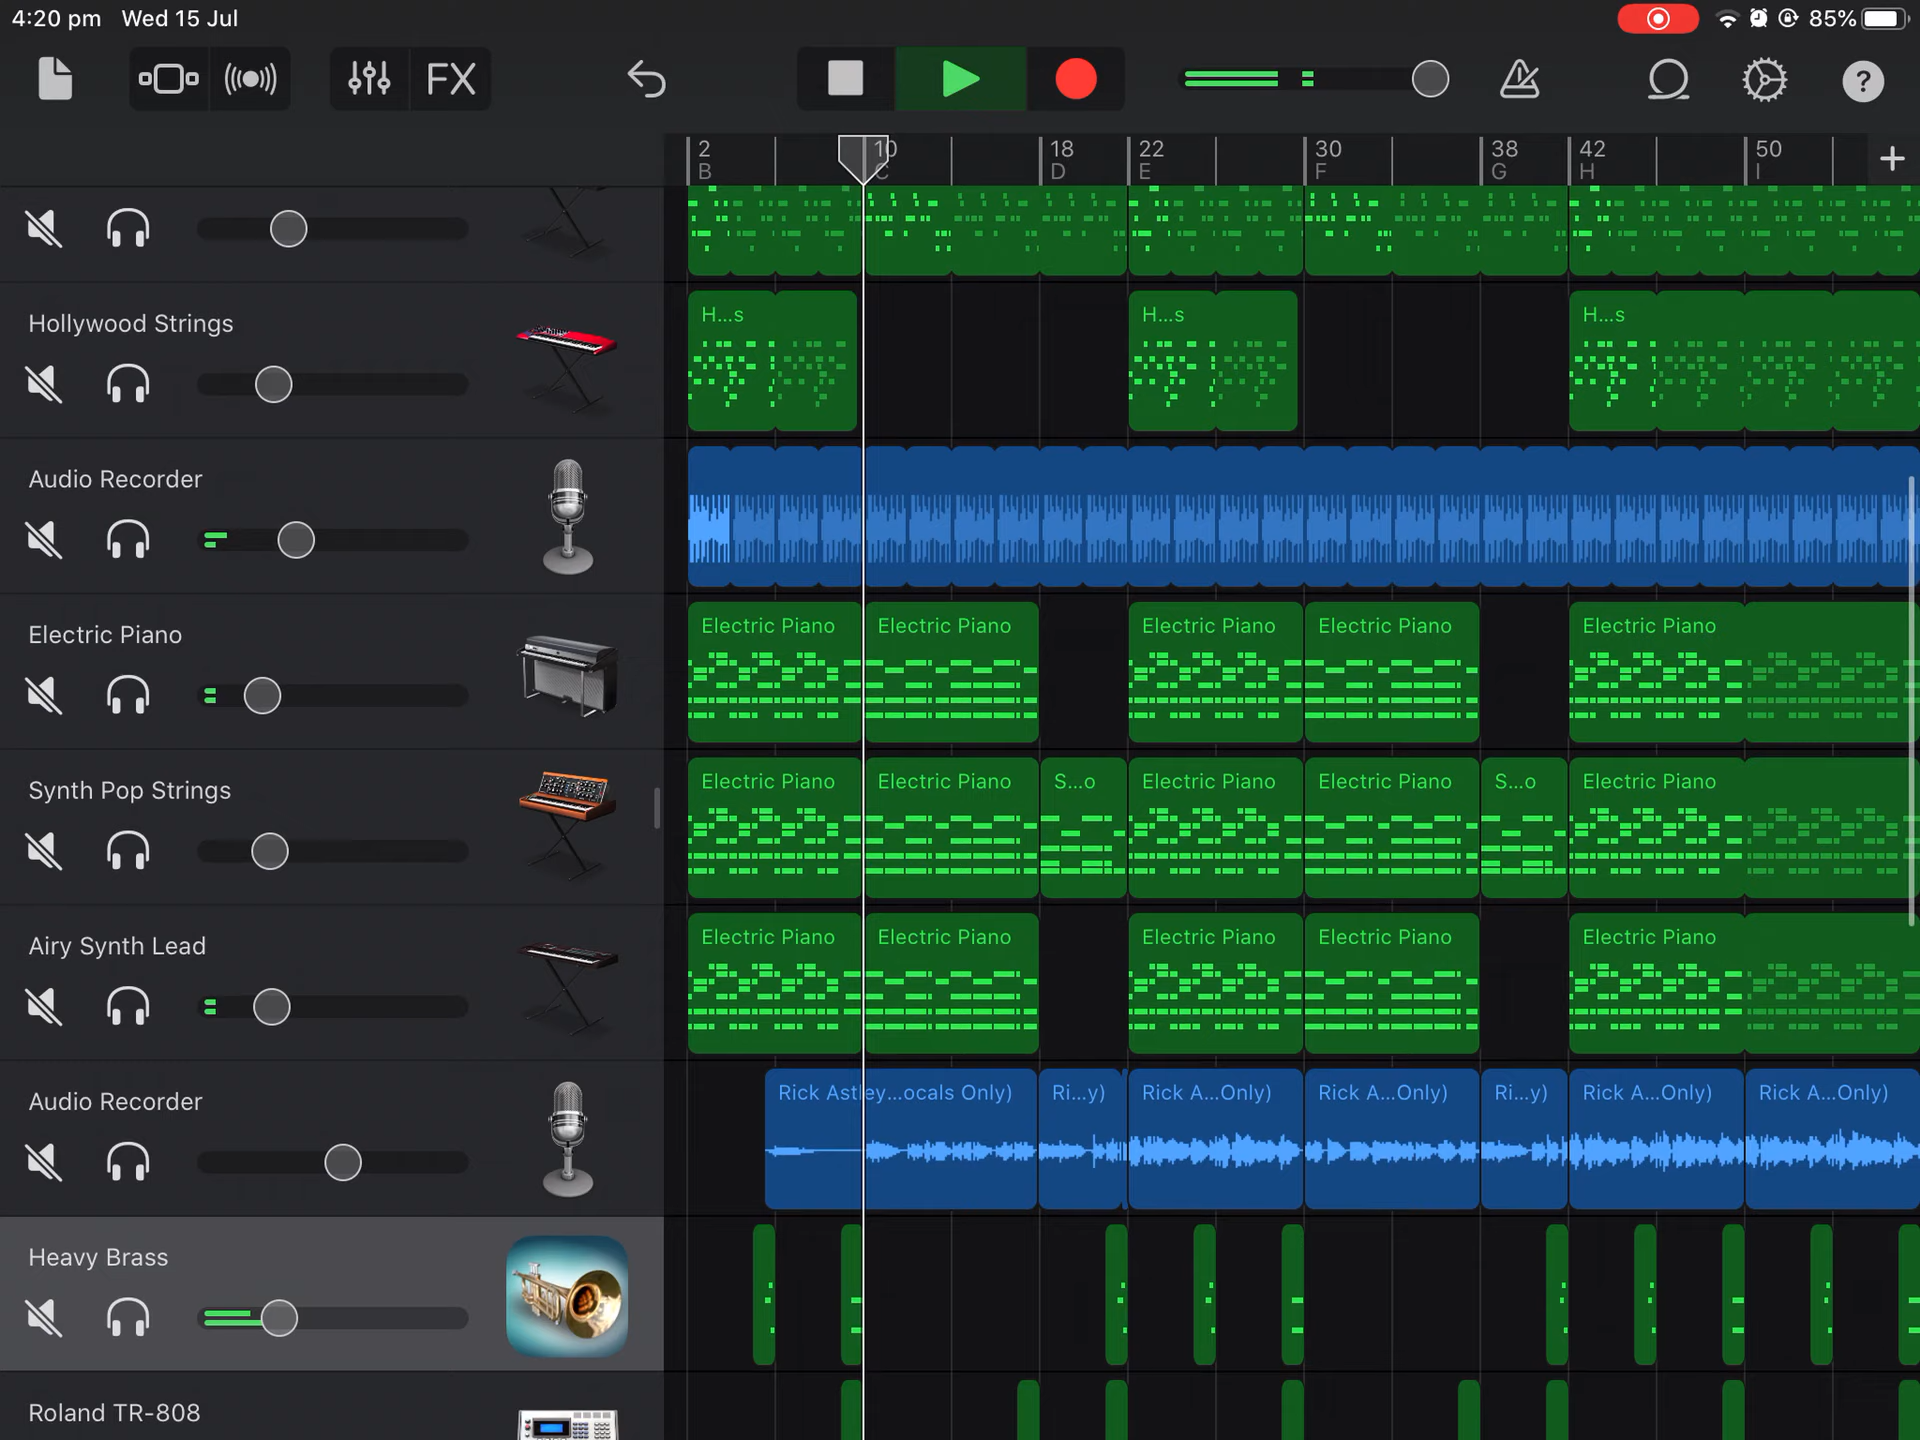 4:20 pm Wed 15 Jul 85%
FX ?
2 10 18 22 30 38 42 50 +
B C D E F G H I
Hollywood Strings
H...s H...s H...s
Audio Recorder
Electric Piano
Electric Piano Electric Piano Electric Piano Electric Piano Electric Piano
Synth Pop Strings
Electric Piano Electric Piano S...o Electric Piano Electric Piano S...o Electric Piano
Airy Synth Lead
Electric Piano Electric Piano Electric Piano Electric Piano Electric Piano
Audio Recorder
Rick Astley...ocals Only) Ri...y) Rick A...Only) Rick A...Only) Ri...y) Rick A...Only) Rick A...Only)
Heavy Brass
Roland TR-808